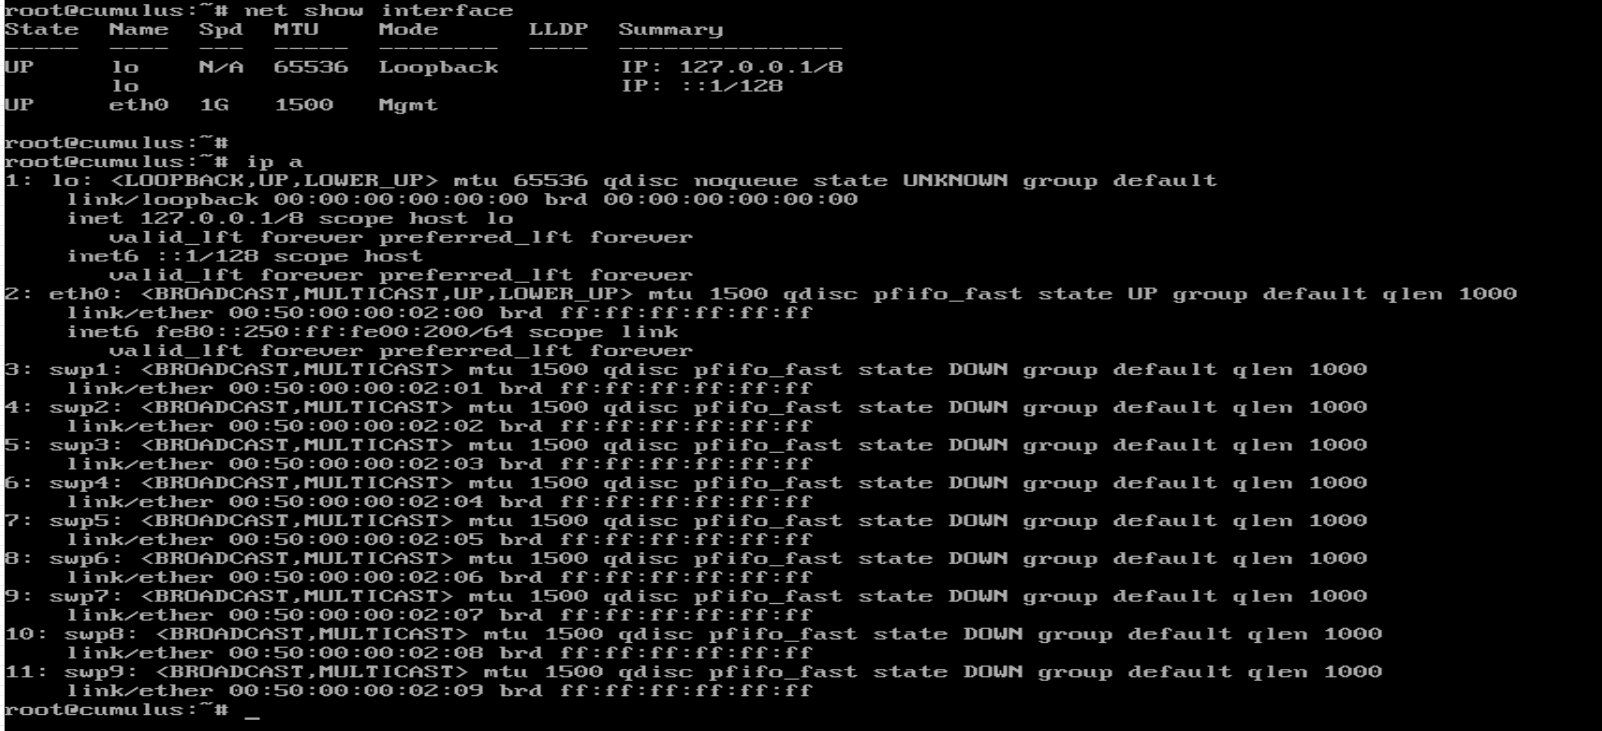 root@cumulus:~# net show interface
State  Name  Spd  MTU    Mode      LLDP  Summary
-----  ----  ---  -----  --------  ----  ---------------
UP     lo    N/A  65536  Loopback        IP: 127.0.0.1/8
       lo                                IP: ::1/128
UP     eth0  1G   1500   Mgmt
root@cumulus:~#
root@cumulus:~# ip a
1: lo: <LOOPBACK,UP,LOWER_UP> mtu 65536 qdisc noqueue state UNKNOWN group default
    link/loopback 00:00:00:00:00:00 brd 00:00:00:00:00:00
    inet 127.0.0.1/8 scope host lo
       valid_lft forever preferred_lft forever
    inet6 ::1/128 scope host
       valid_lft forever preferred_lft forever
2: eth0: <BROADCAST,MULTICAST,UP,LOWER_UP> mtu 1500 qdisc pfifo_fast state UP group default qlen 1000
    link/ether 00:50:00:00:02:00 brd ff:ff:ff:ff:ff:ff
    inet6 fe80::250:ff:fe00:200/64 scope link
       valid_lft forever preferred_lft forever
3: swp1: <BROADCAST,MULTICAST> mtu 1500 qdisc pfifo_fast state DOWN group default qlen 1000
    link/ether 00:50:00:00:02:01 brd ff:ff:ff:ff:ff:ff
4: swp2: <BROADCAST,MULTICAST> mtu 1500 qdisc pfifo_fast state DOWN group default qlen 1000
    link/ether 00:50:00:00:02:02 brd ff:ff:ff:ff:ff:ff
5: swp3: <BROADCAST,MULTICAST> mtu 1500 qdisc pfifo_fast state DOWN group default qlen 1000
    link/ether 00:50:00:00:02:03 brd ff:ff:ff:ff:ff:ff
6: swp4: <BROADCAST,MULTICAST> mtu 1500 qdisc pfifo_fast state DOWN group default qlen 1000
    link/ether 00:50:00:00:02:04 brd ff:ff:ff:ff:ff:ff
7: swp5: <BROADCAST,MULTICAST> mtu 1500 qdisc pfifo_fast state DOWN group default qlen 1000
    link/ether 00:50:00:00:02:05 brd ff:ff:ff:ff:ff:ff
8: swp6: <BROADCAST,MULTICAST> mtu 1500 qdisc pfifo_fast state DOWN group default qlen 1000
    link/ether 00:50:00:00:02:06 brd ff:ff:ff:ff:ff:ff
9: swp7: <BROADCAST,MULTICAST> mtu 1500 qdisc pfifo_fast state DOWN group default qlen 1000
    link/ether 00:50:00:00:02:07 brd ff:ff:ff:ff:ff:ff
10: swp8: <BROADCAST,MULTICAST> mtu 1500 qdisc pfifo_fast state DOWN group default qlen 1000
    link/ether 00:50:00:00:02:08 brd ff:ff:ff:ff:ff:ff
11: swp9: <BROADCAST,MULTICAST> mtu 1500 qdisc pfifo_fast state DOWN group default qlen 1000
    link/ether 00:50:00:00:02:09 brd ff:ff:ff:ff:ff:ff
root@cumulus:~# _